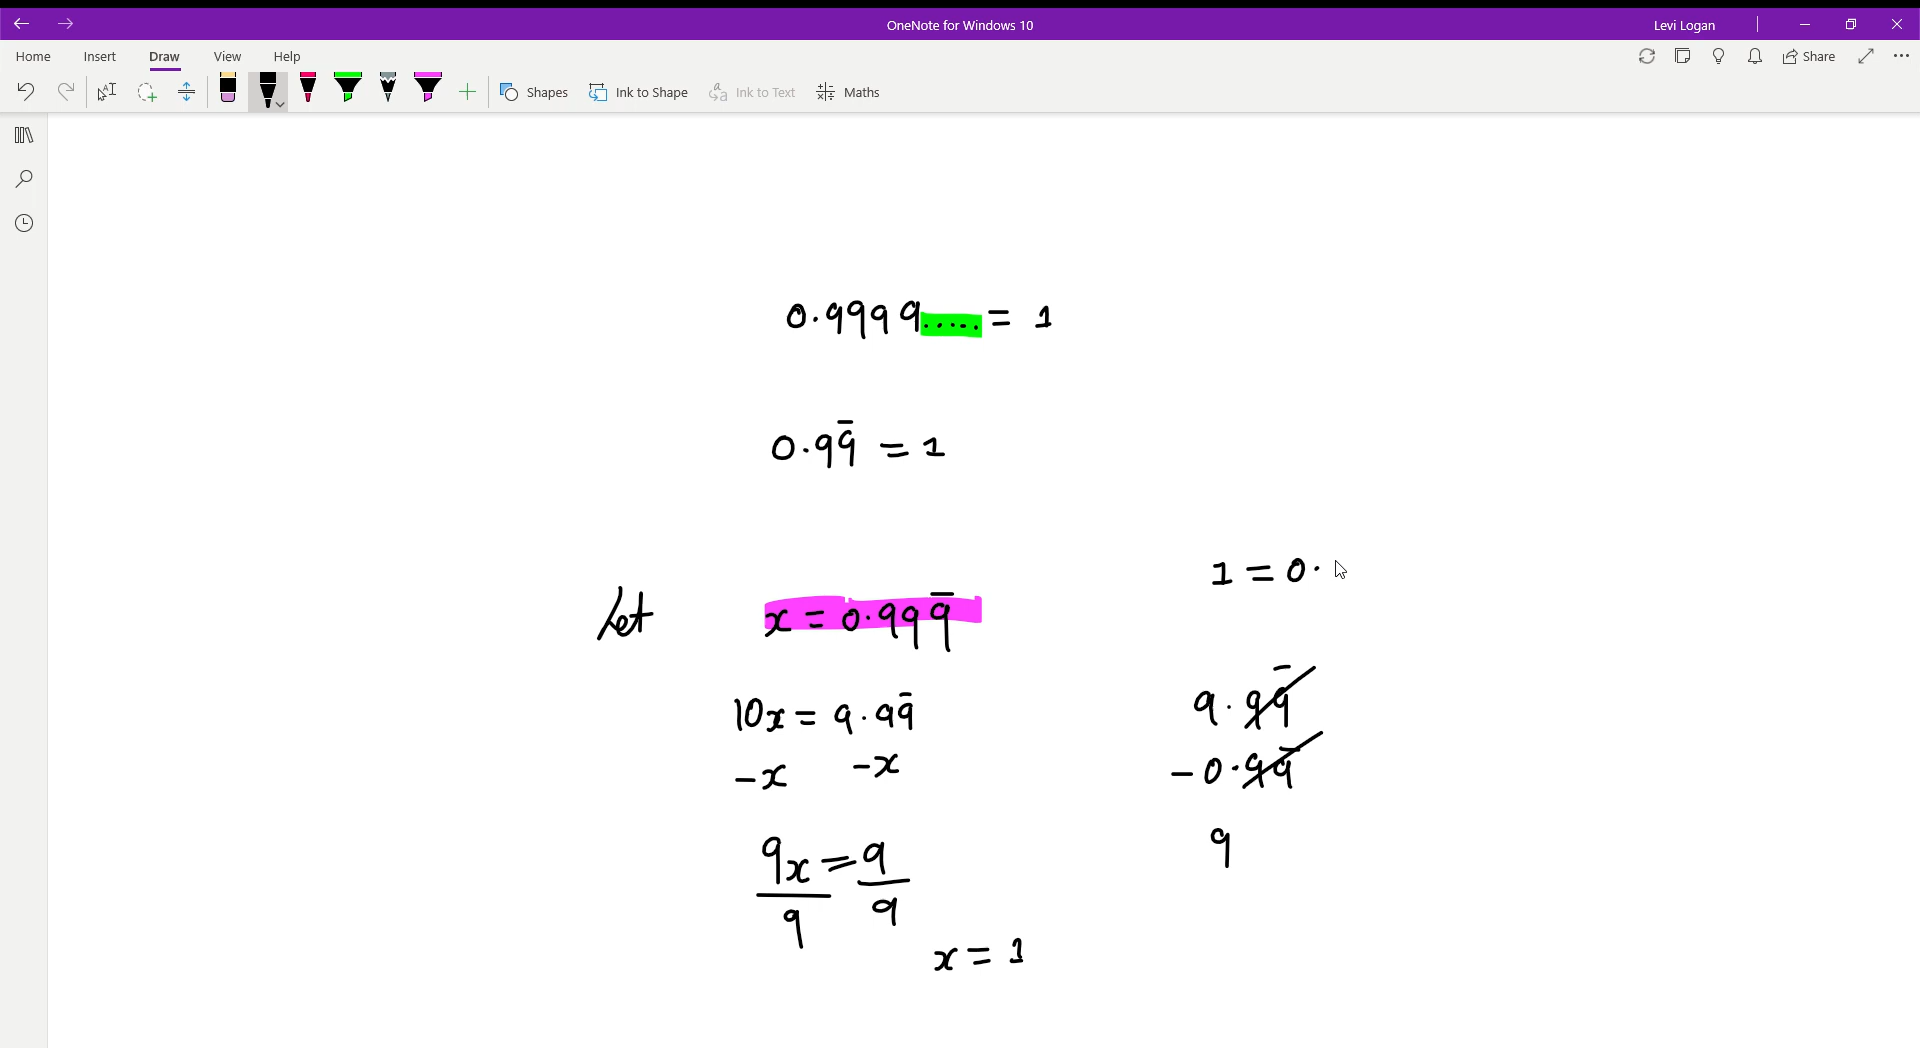 OneNote for Windows 10
Levi Logan
Home Insert Draw View Help
Share
Shapes Ink to Shape Ink to Text Maths
0.9999..... = 1
0.99̅ = 1
1 = 0.
Let x = 0.999̅
10x = 9.99̅
9.99̅
-x -x
- 0.99̅
9x = 9
9
9 9
x = 1